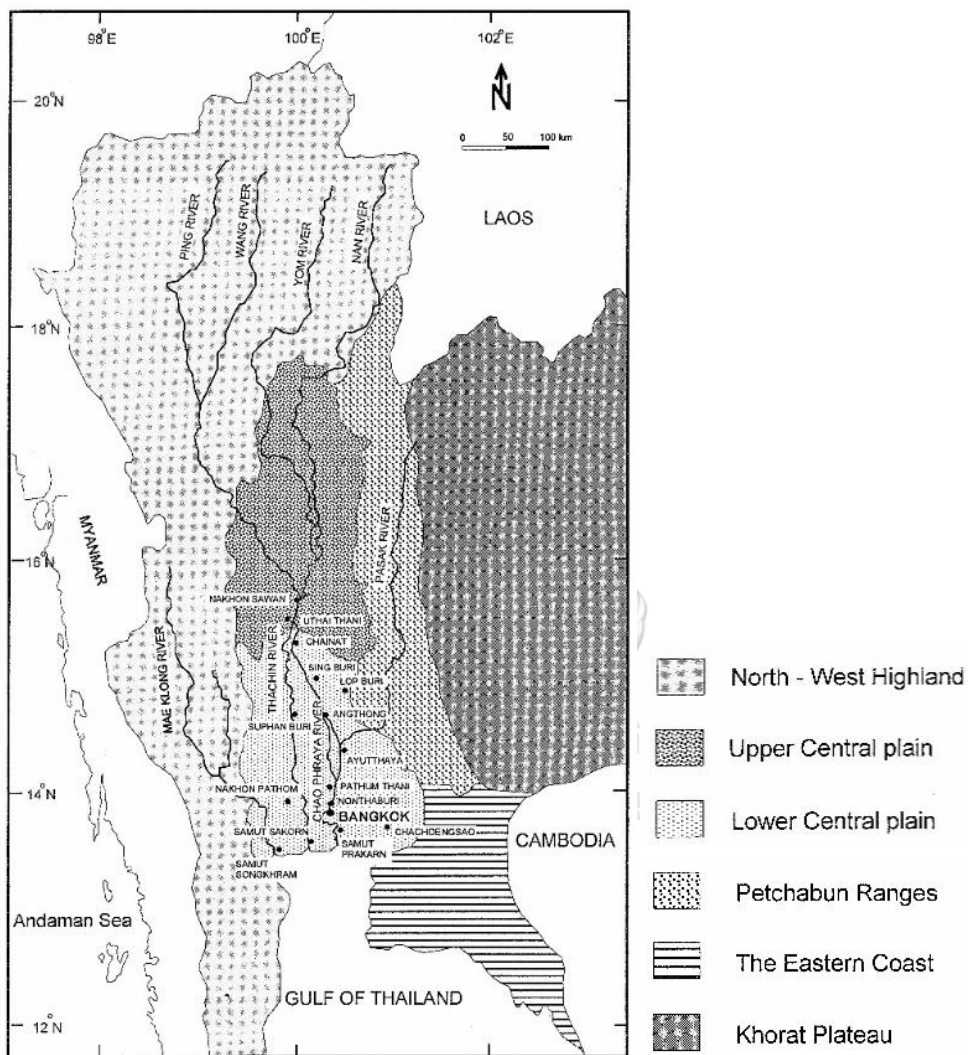 98°E 100°E 102°E
20°N
N
0 50 100 km
LAOS
PING RIVER
WANG RIVER
YOM RIVER
NAN RIVER
18°N
MYANMAR
16°N
PASAK RIVER
NAKHON SAWAN
UTHAI THANI
CHAINAT
THACHIN RIVER
SING BURI
LOP BURI
MAE KLONG RIVER
CHAO PHRAYA RIVER
SUPHAN BURI
ANGTHONG
AYUTTHAYA
14°N
NAKHON PATHOM
PATHUM THANI
NONTHABURI
BANGKOK
SAMUT SAKORN
CHACHOENGSAO
SAMUT
PRAKARN
SAMUT
SONGKHRAM
CAMBODIA
Andaman Sea
GULF OF THAILAND
12°N
North - West Highland
Upper Central plain
Lower Central plain
Petchabun Ranges
The Eastern Coast
Khorat Plateau